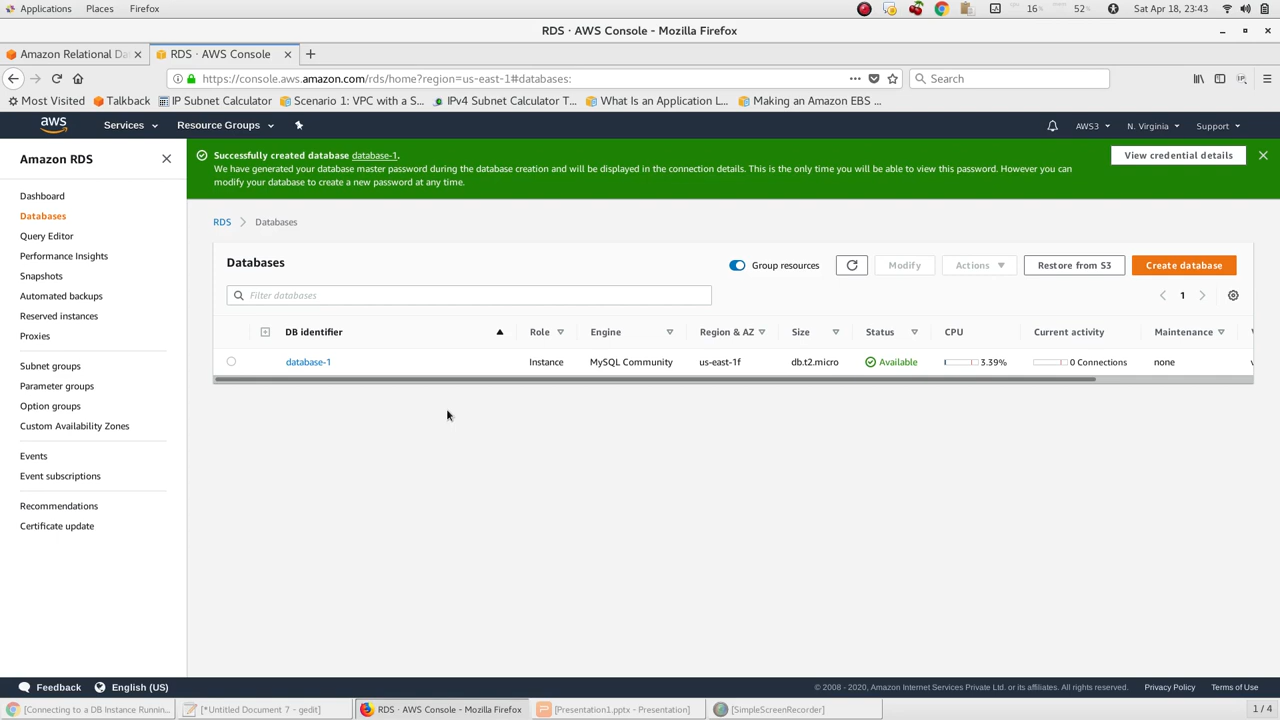 Applications Places Firefox 16% 52% Sat Apr 18, 23:43
RDS · AWS Console - Mozilla Firefox
Amazon Relational Da RDS · AWS Console
https://console.aws.amazon.com/rds/home?region=us-east-1#databases: Search
Most Visited Talkback IP Subnet Calculator Scenario 1: VPC with a S... IPv4 Subnet Calculator T... What Is an Application L... Making an Amazon EBS ...
aws Services Resource Groups AWS3 N. Virginia Support
Amazon RDS
Dashboard
Databases
Query Editor
Performance Insights
Snapshots
Automated backups
Reserved instances
Proxies
Subnet groups
Parameter groups
Option groups
Custom Availability Zones
Events
Event subscriptions
Recommendations
Certificate update
Successfully created database database-1.
We have generated your database master password during the database creation and will be displayed in the connection details. This is the only time you will be able to view this password. However you can
modify your database to create a new password at any time.
View credential details
RDS Databases
Databases Group resources Modify Actions Restore from S3 Create database
Filter databases 1
DB identifier Role Engine Region & AZ Size Status CPU Current activity Maintenance
database-1 Instance MySQL Community us-east-1f db.t2.micro Available 3.39% 0 Connections none
Feedback English (US) © 2008 - 2020, Amazon Internet Services Private Ltd. or its affiliates. All rights reserved. Privacy Policy Terms of Use
[Connecting to a DB Instance Runnin... [*Untitled Document 7 - gedit] RDS · AWS Console - Mozilla Firefox [Presentation1.pptx - Presentation] [SimpleScreenRecorder] 1 / 4